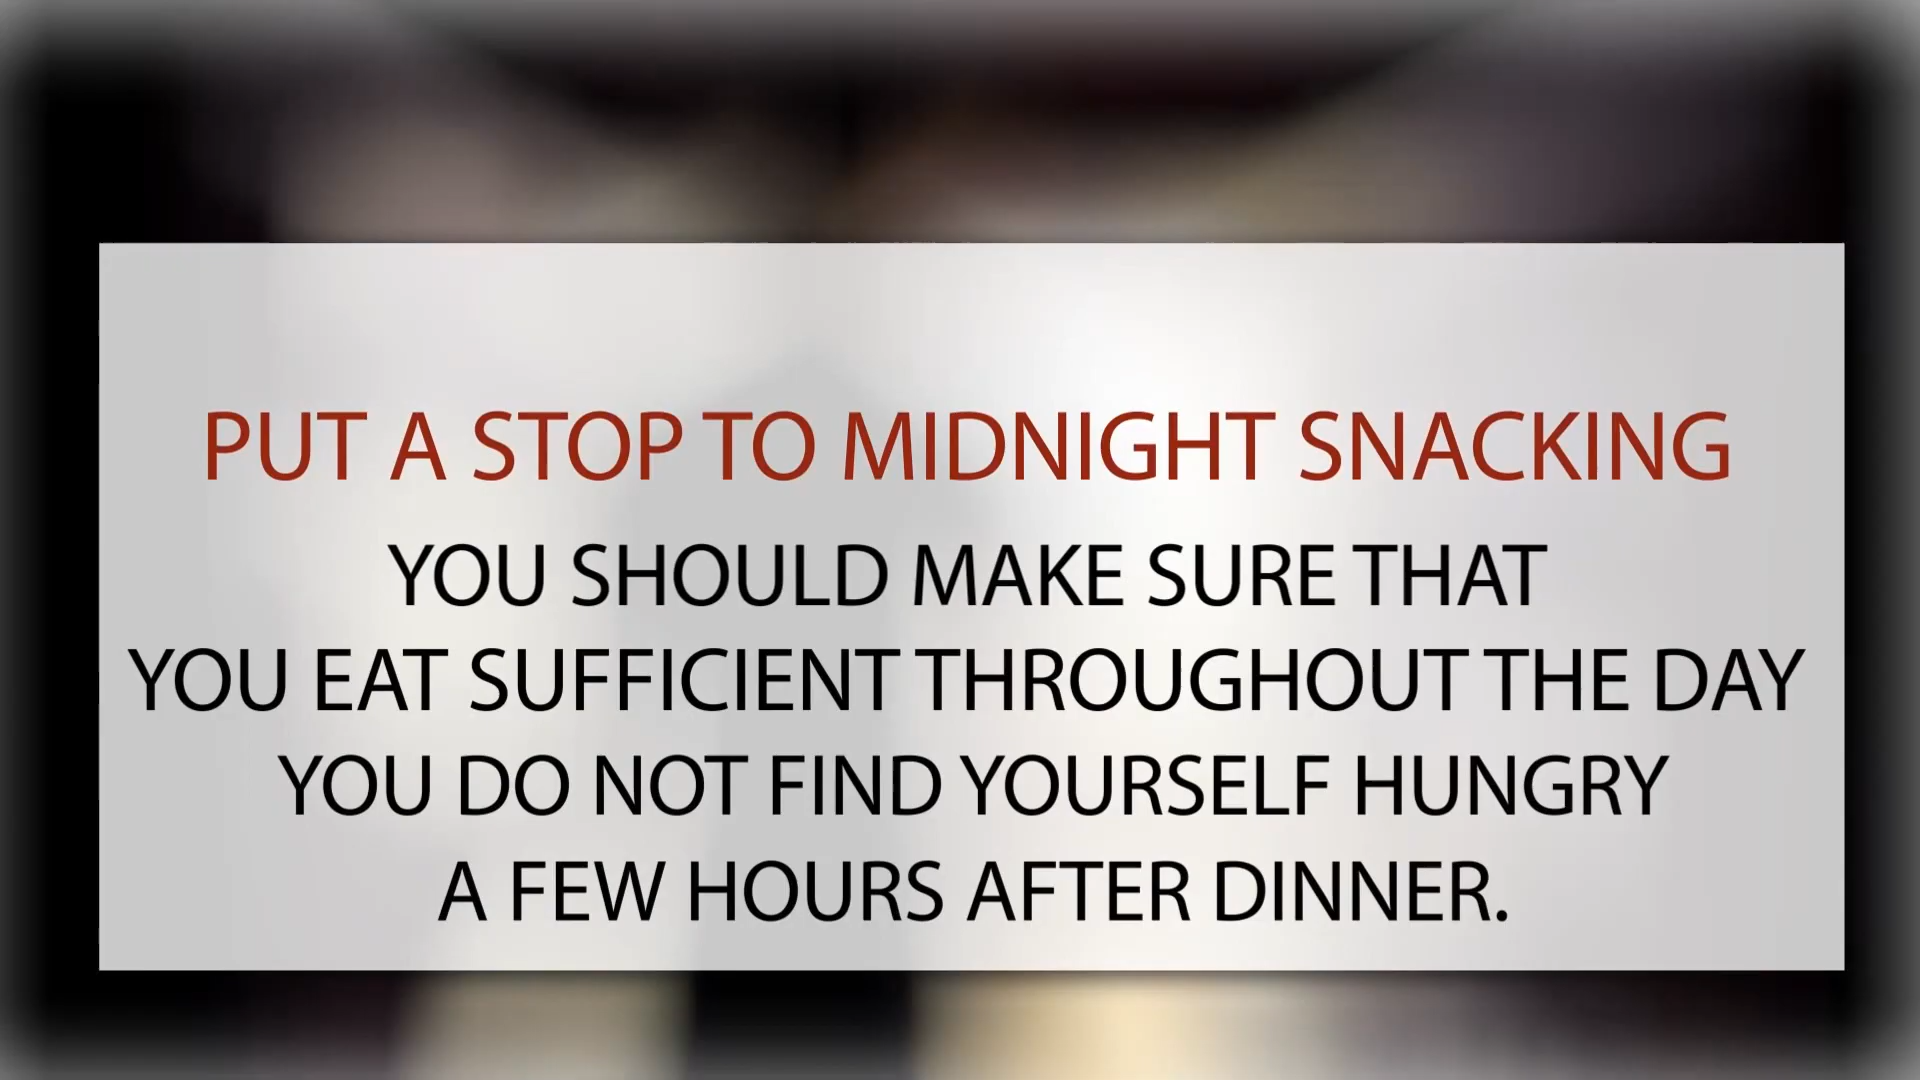 PUT A STOP TO MIDNIGHT SNACKING
YOU SHOULD MAKE SURE THAT
YOU EAT SUFFICIENT THROUGHOUT THE DAY
YOU DO NOT FIND YOURSELF HUNGRY
A FEW HOURS AFTER DINNER.